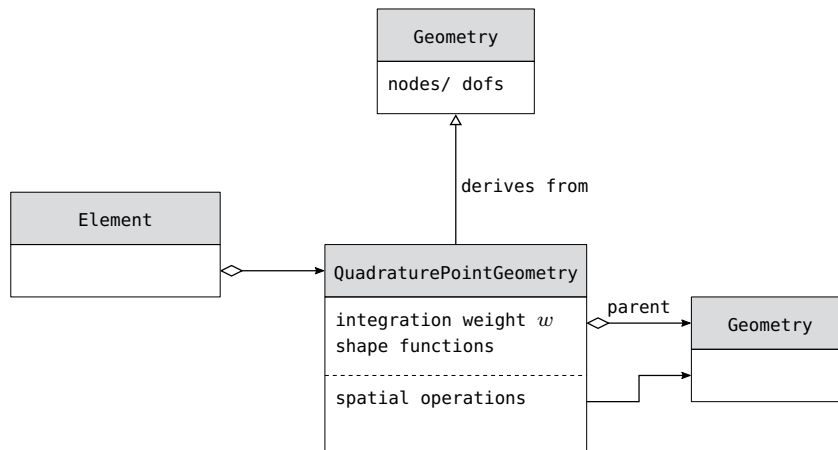 Geometry
nodes/ dofs
derives from
Element
QuadraturePointGeometry
integration weight w
shape functions
spatial operations
parent
Geometry